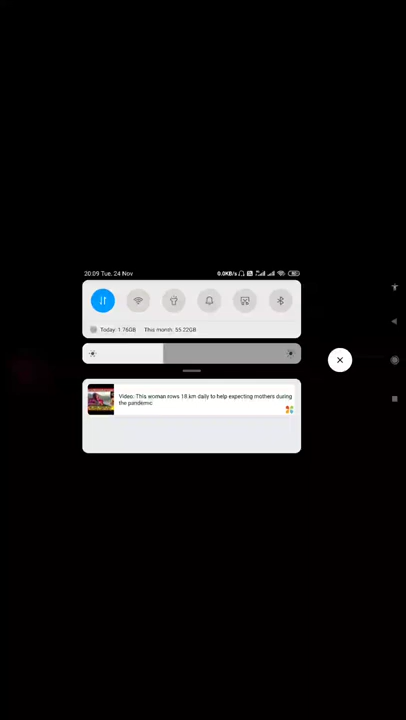 20:09 Tue, 24 Nov 0.0KB/s
Today: 1.76GB This month: 55.22GB
Video: This woman rows 18 km daily to help expecting mothers during
the pandemic